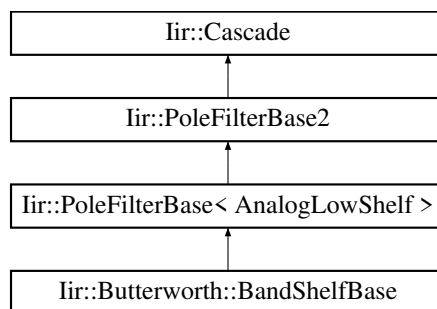 Iir::Cascade
Iir::PoleFilterBase2
Iir::PoleFilterBase< AnalogLowShelf >
Iir::Butterworth::BandShelfBase